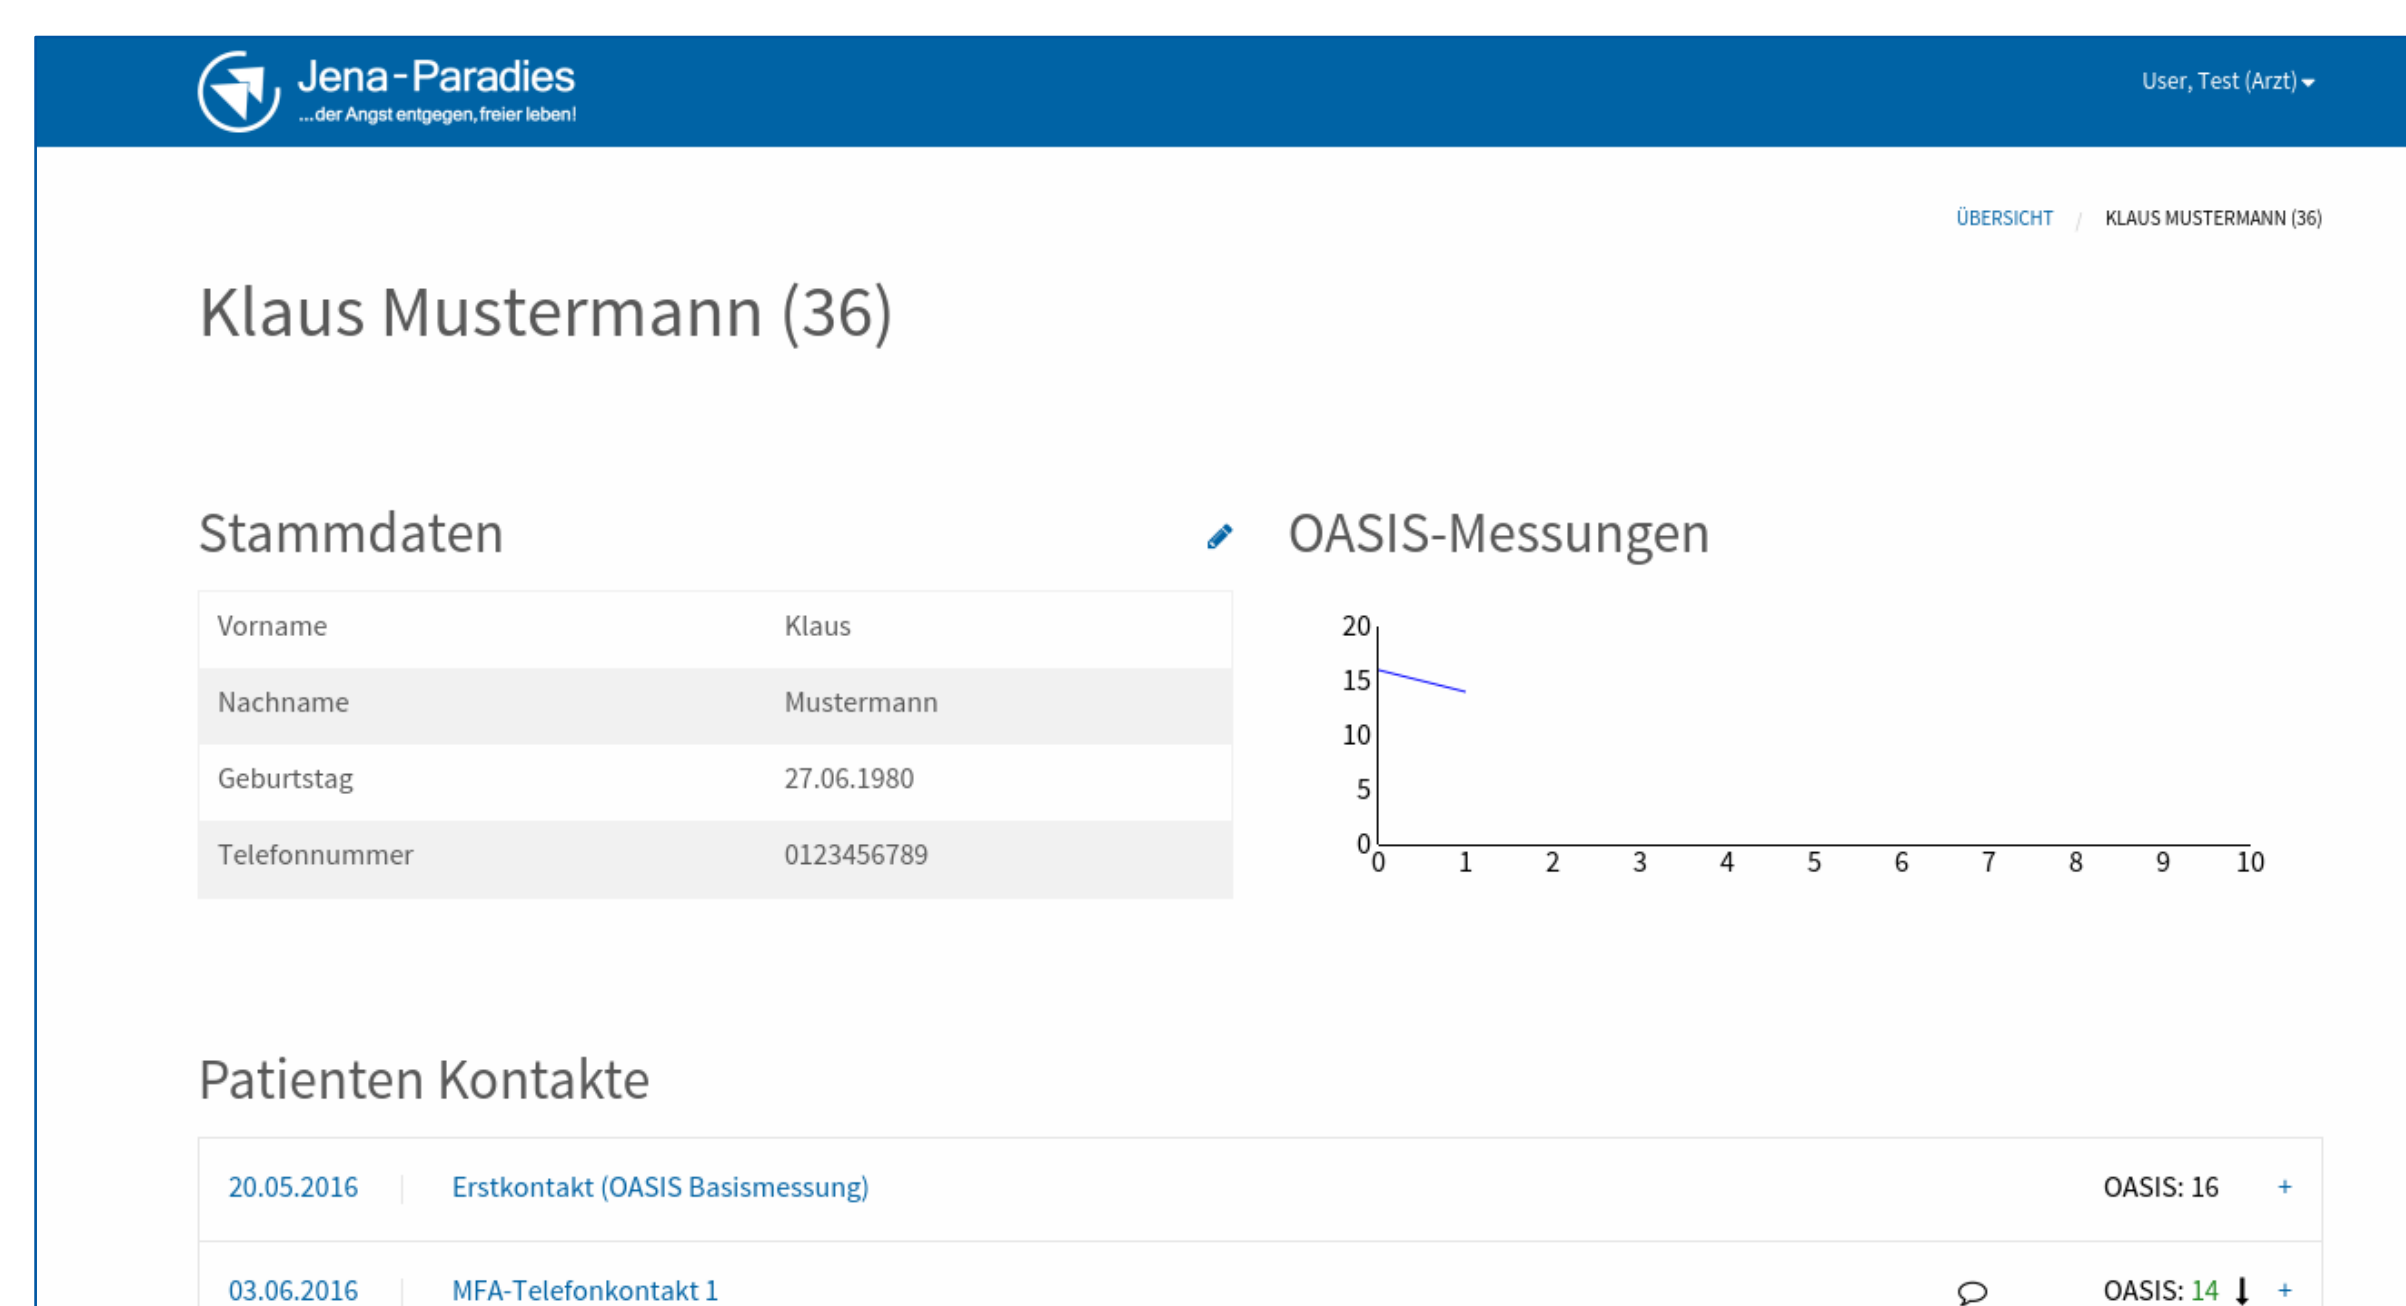 Jena-Paradies
...der Angst entgegen, freier leben!
User, Test (Arzt)
ÜBERSICHT / KLAUS MUSTERMANN (36)
Klaus Mustermann (36)
Stammdaten
Vorname Klaus
Nachname Mustermann
Geburtstag 27.06.1980
Telefonnummer 0123456789
OASIS-Messungen
20
15
10
5
0
0 1 2 3 4 5 6 7 8 9 10
Patienten Kontakte
20.05.2016 Erstkontakt (OASIS Basismessung) OASIS: 16 +
03.06.2016 MFA-Telefonkontakt 1 OASIS: 14 +